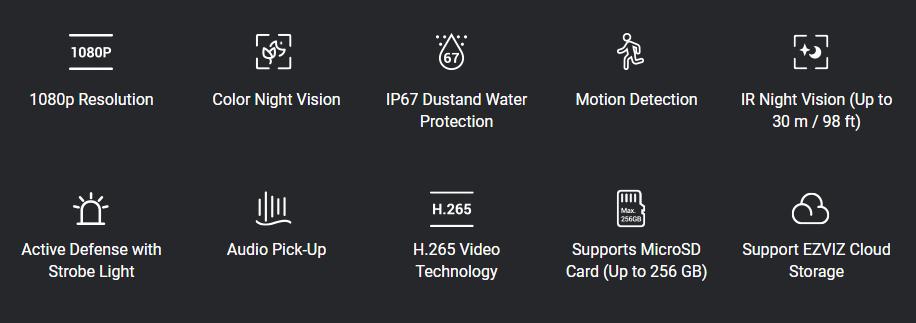 1080P
67
1080p Resolution
Color Night Vision
IP67 Dustand Water
Protection
Motion Detection
IR Night Vision (Up to
30 m / 98 ft)
H.265
Max.
256GB
Active Defense with
Strobe Light
Audio Pick-Up
H.265 Video
Technology
Supports MicroSD
Card (Up to 256 GB)
Support EZVIZ Cloud
Storage